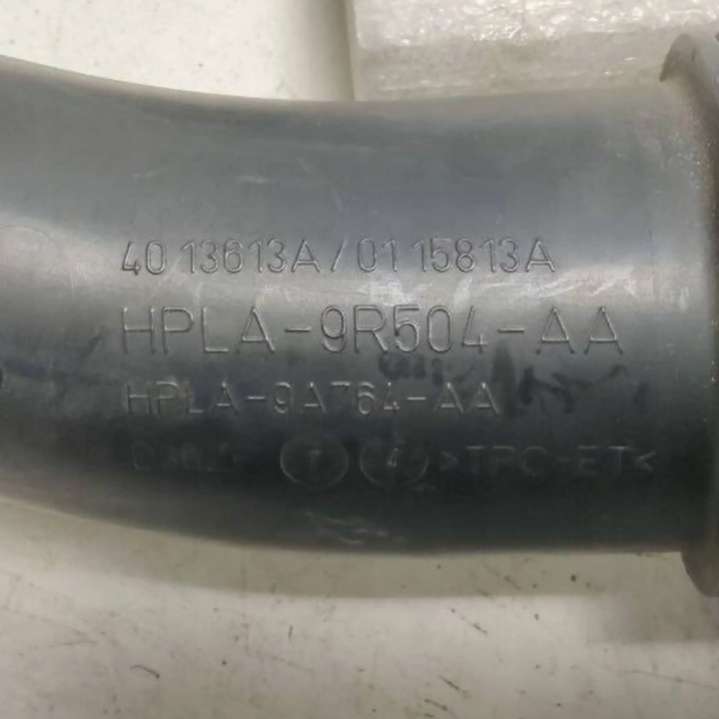 40 13613A / 01 15813A
HPLA-9R504-AA
HPLA-9A764-AA
>TPC-ET<